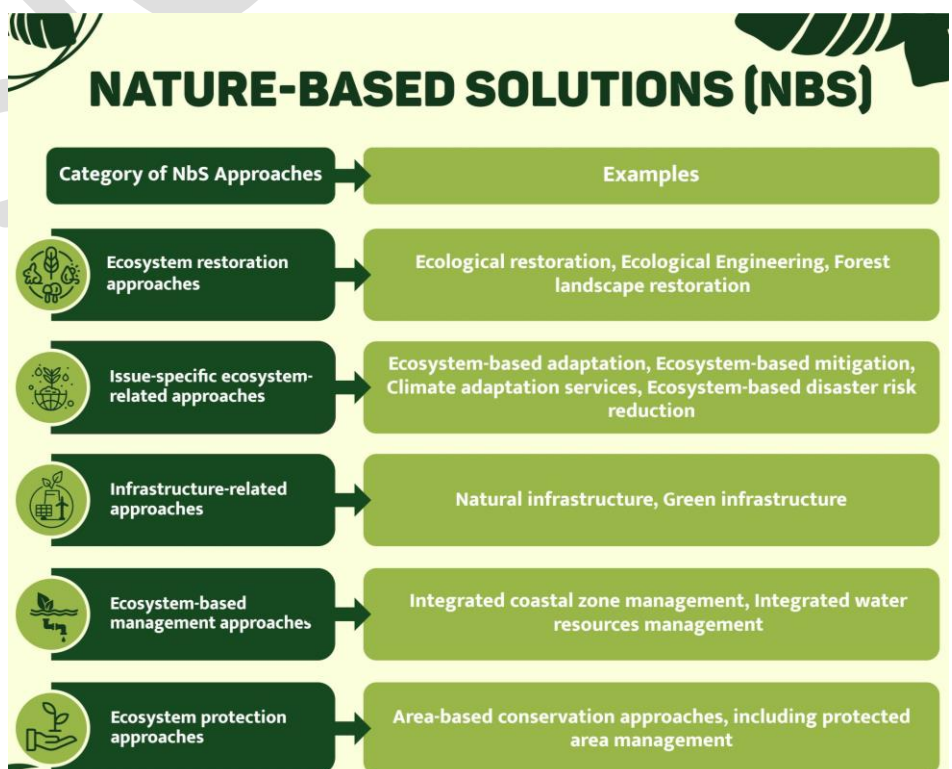 NATURE-BASED SOLUTIONS (NBS)
Category of NbS Approaches
Examples
Ecosystem restoration
approaches
Ecological restoration, Ecological Engineering, Forest
landscape restoration
Issue-specific ecosystem-
related approaches
Ecosystem-based adaptation, Ecosystem-based mitigation,
Climate adaptation services, Ecosystem-based disaster risk
reduction
Infrastructure-related
approaches
Natural infrastructure, Green infrastructure
Ecosystem-based
management approaches
Integrated coastal zone management, Integrated water
resources management
Ecosystem protection
approaches
Area-based conservation approaches, including protected
area management